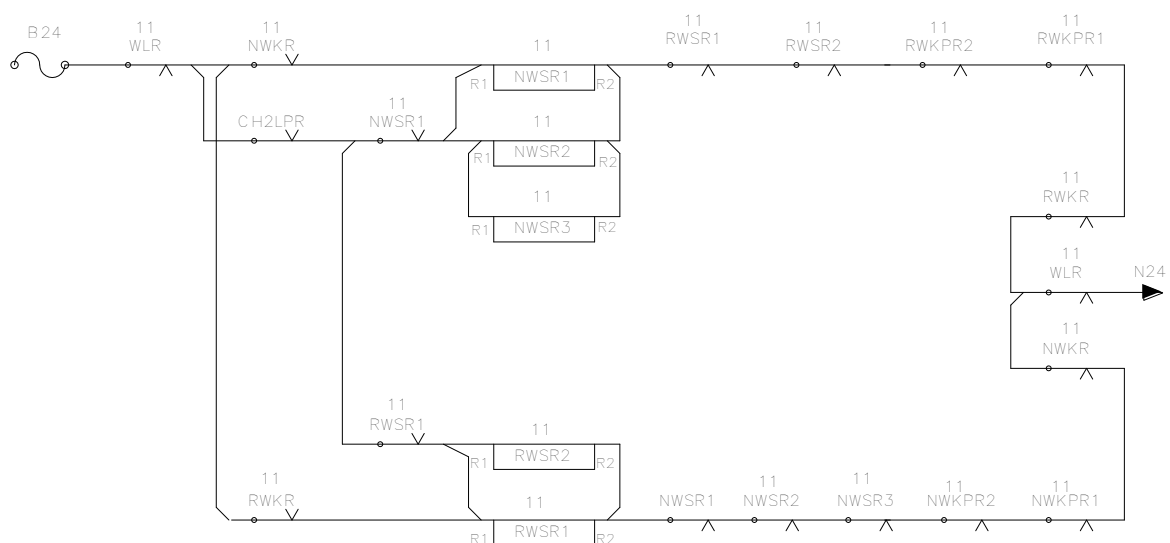 B24
11
WLR
11
NWKR
11
NWSR1
R1
R2
11
RWSR1
11
RWSR2
11
RWKPR2
11
RWKPR1
CH2LPR
11
NWSR1
11
NWSR2
R1
R2
11
NWSR3
R1
R2
11
RWKR
11
WLR
N24
11
NWKR
11
RWSR1
11
RWSR2
R1
R2
11
RWKR
11
RWSR1
R1
R2
NWSR1
11
NWSR2
11
NWSR3
11
NWKPR2
11
NWKPR1